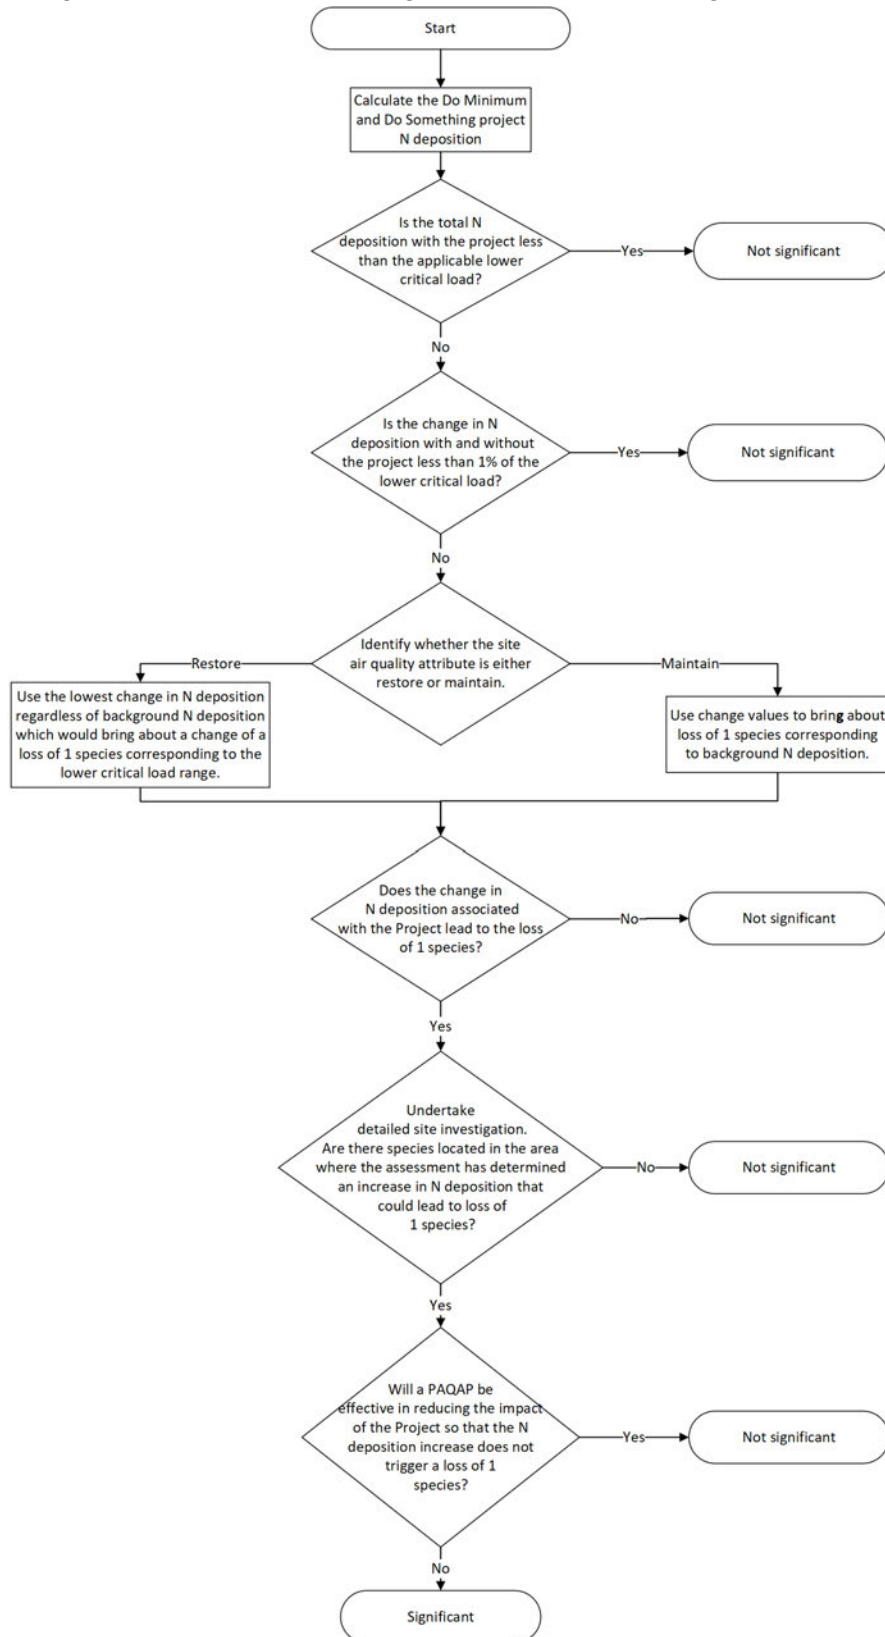 Start
Calculate the Do Minimum
and Do Something project
N deposition
Is the total N
deposition with the project less
than the applicable lower
critical load?
Yes
Not significant
No
Is the change in N
deposition with and without
the project less than 1% of the
lower critical load?
Yes
Not significant
No
Identify whether the site
air quality attribute is either
restore or maintain.
Restore
Maintain
Use the lowest change in N deposition
regardless of background N deposition
which would bring about a change of a
loss of 1 species corresponding to the
lower critical load range.
Use change values to bring about
loss of 1 species corresponding
to background N deposition.
Does the change in
N deposition associated
with the Project lead to the loss
of 1 species?
No
Not significant
Yes
Undertake
detailed site investigation.
Are there species located in the area
where the assessment has determined
an increase in N deposition that
could lead to loss of
1 species?
No
Not significant
Yes
Will a PAQAP be
effective in reducing the impact
of the Project so that the N
deposition increase does not
trigger a loss of 1
species?
Yes
Not significant
No
Significant